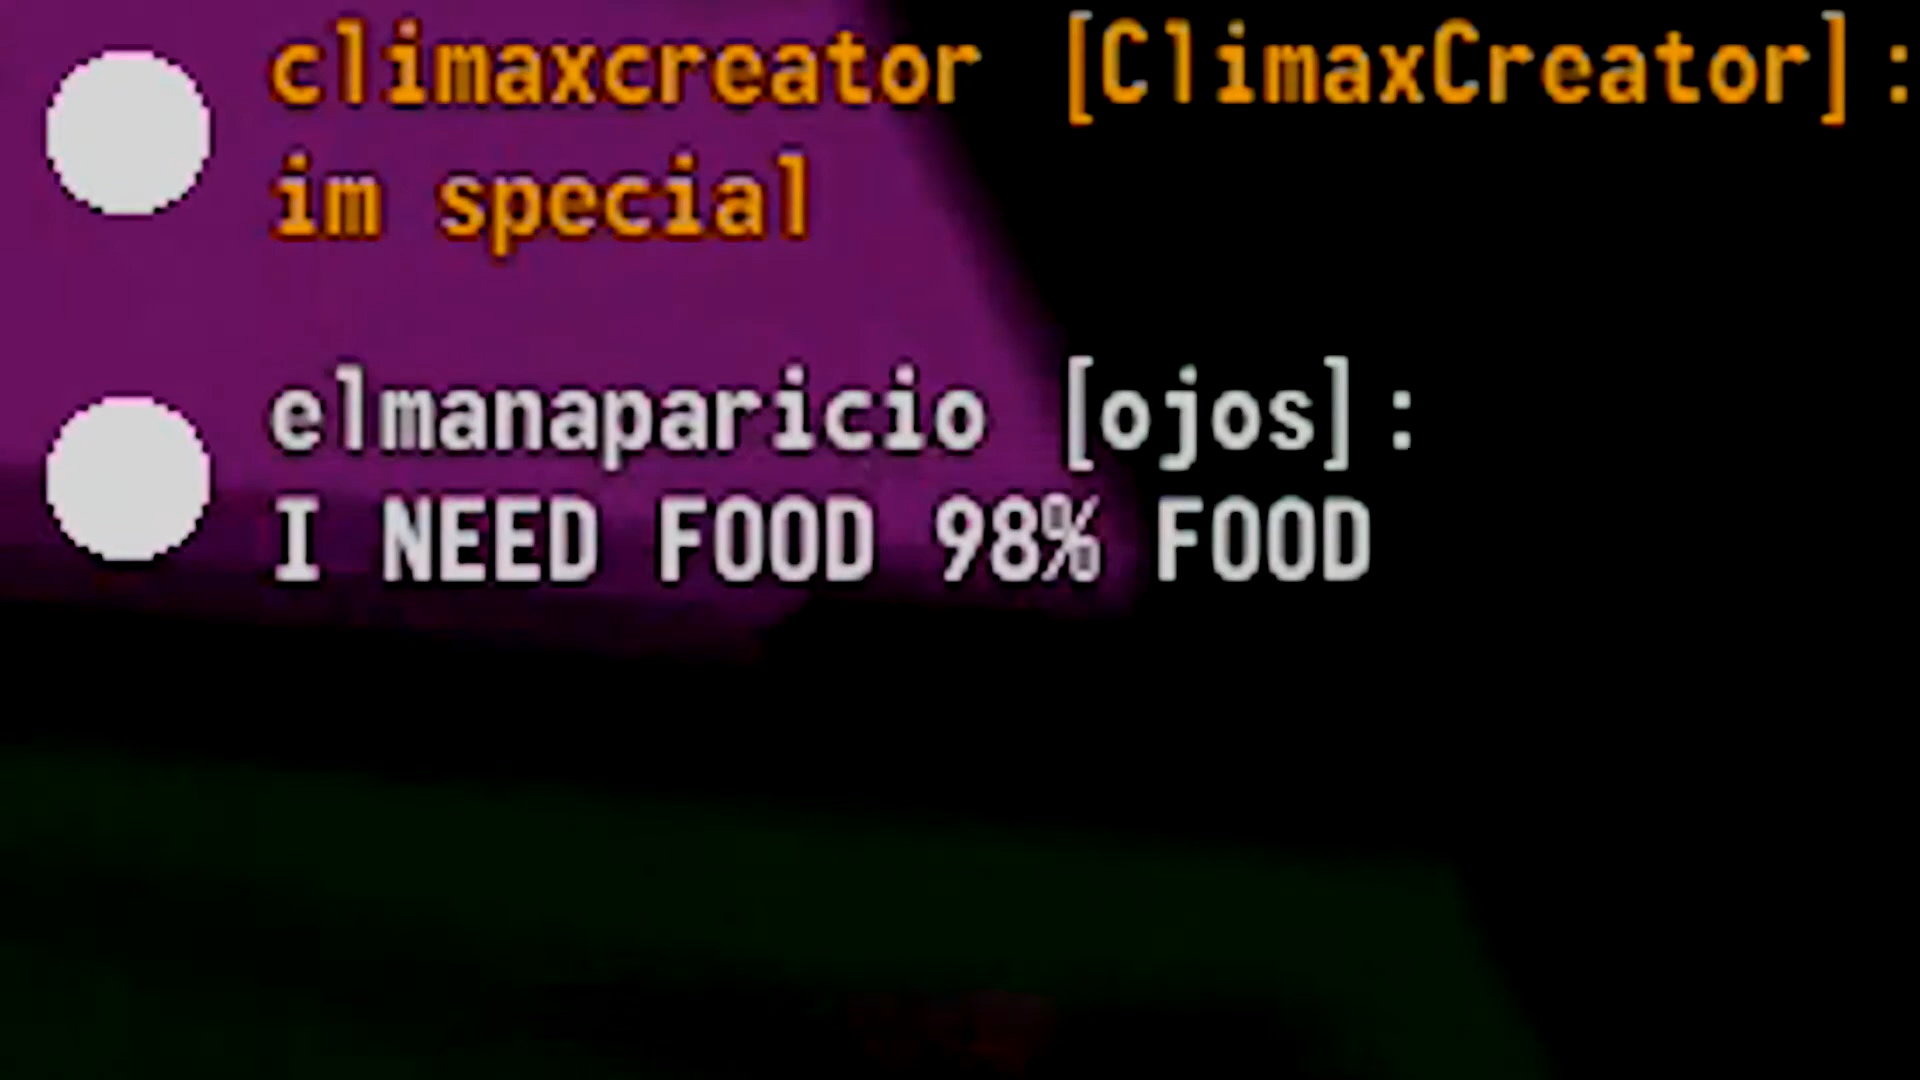 climaxcreator [ClimaxCreator]:
im special
elmanaparicio [ojos]:
I NEED FOOD 98% FOOD